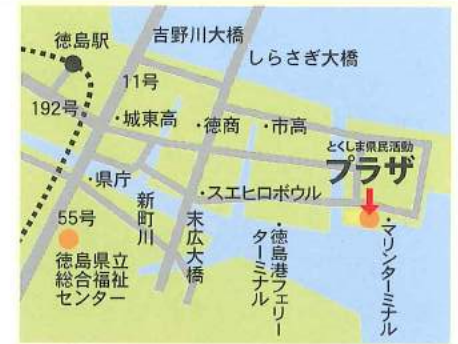 徳島駅
吉野川大橋
しらさぎ大橋
11号
192号
・城東高
・徳商
・市高
とくしま県民活動
プラザ
・県庁
新町川
・スエヒロボウル
末広大橋
・徳島港フェリー
ターミナル
・マリンターミナル
55号
徳島県立
総合福祉
センター